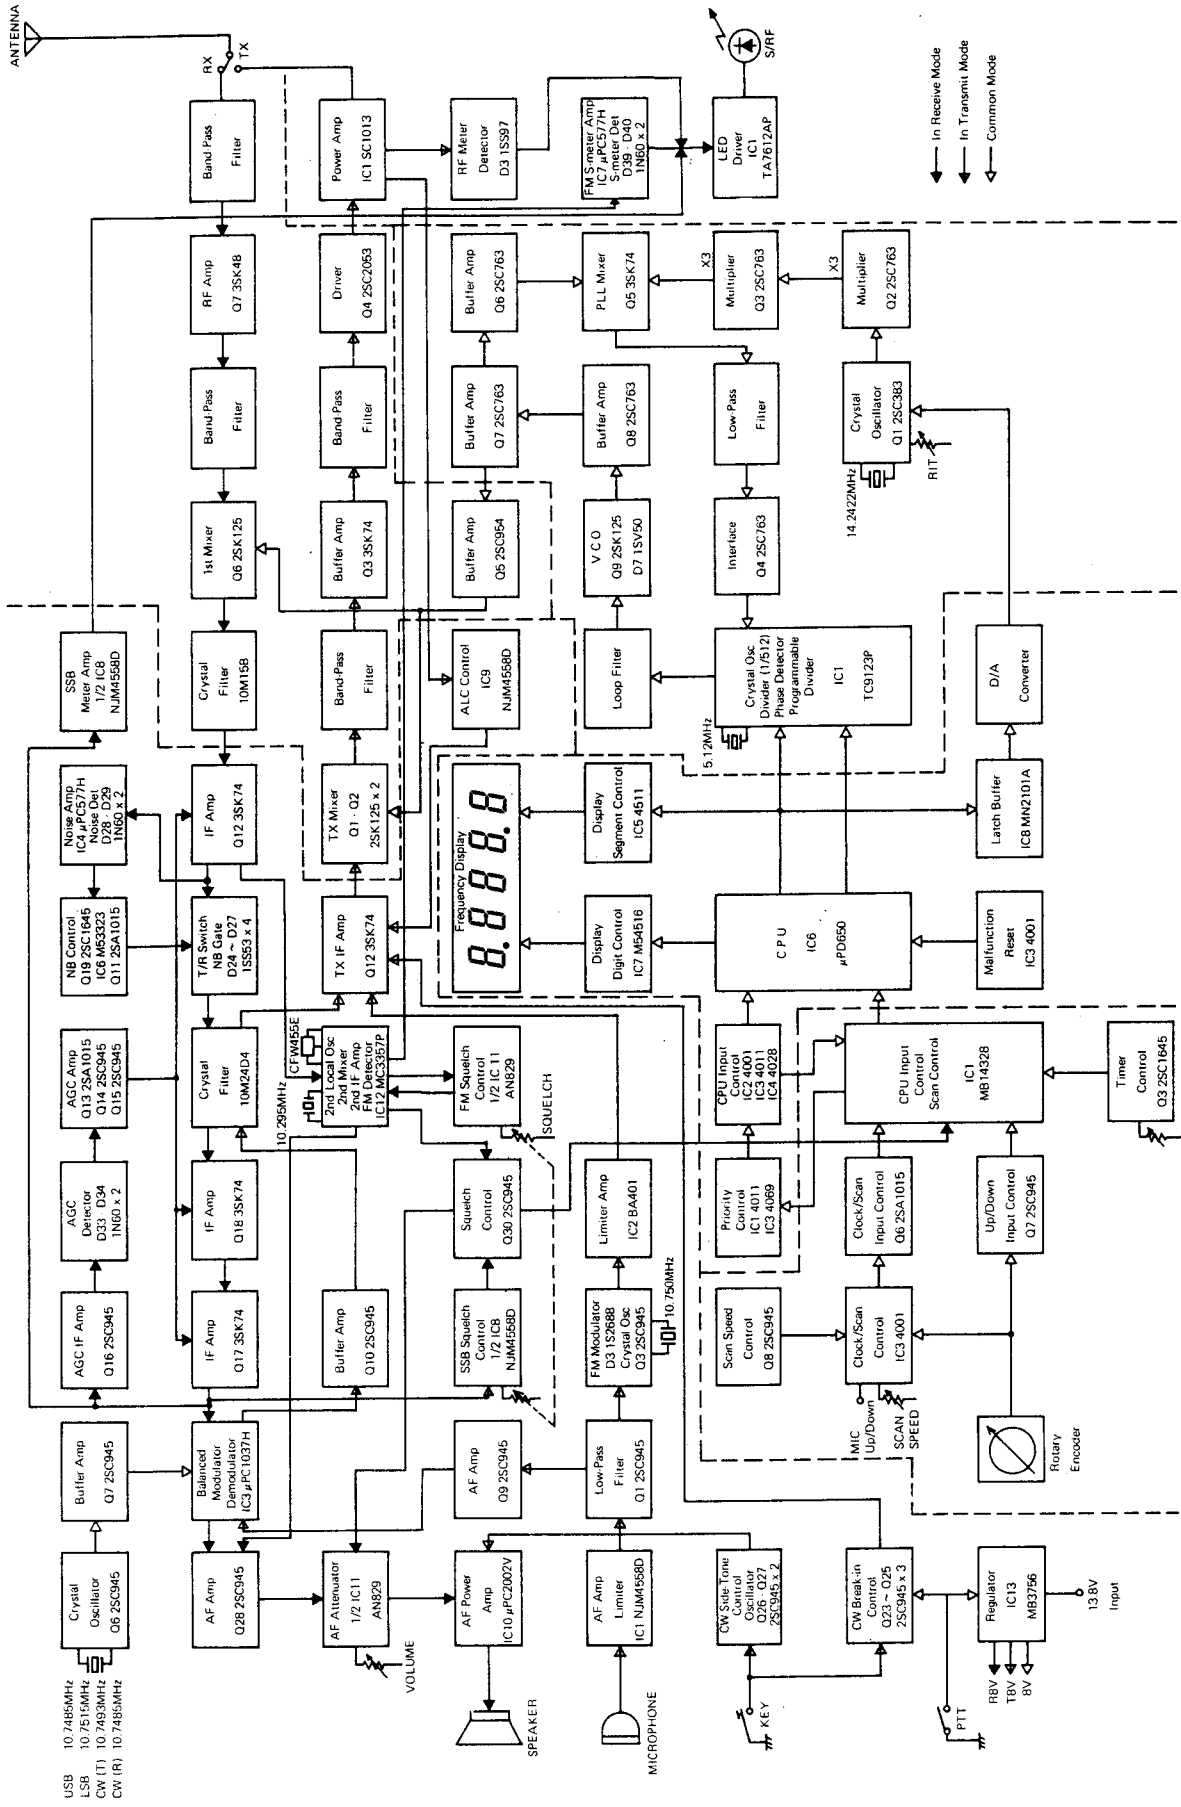 USB 10.7485MHz
LSB 10.7515MHz
CW (T) 10.7493MHz
CW (R) 10.7485MHz
Crystal
Oscillator
Q6 2SC945
Buffer Amp
Q7 2SC945
AGC IF Amp
Q16 2SC945
AGC
Detector
D33 · D34
1N60 x 2
AGC Amp
Q13 2SA1015
Q14 2SC945
Q15 2SC945
NB Control
Q19 2SC1645
IC6 M53323
Q11 2SA1015
Noise Amp
IC4 µPC577H
Noise Det
D28 · D29
1N60 x 2
SSB
Meter Amp
1/2 IC8
NJM4558D
ANTENNA
RX
TX
AF Amp
Q28 2SC945
Balanced
Modulator
Demodulator
IC3 µPC1037H
IF Amp
Q17 3SK74
IF Amp
Q18 3SK74
Crystal
Filter
10M24D4
T/R Switch
NB Gate
D24 ~ D27
1SS53 x 4
IF Amp
Q12 3SK74
Crystal
Filter
10M15B
1st Mixer
Q6 2SK125
Band-Pass
Filter
RF Amp
Q7 3SK48
Band-Pass
Filter
AF Attenuator
1/2 IC11
AN829
VOLUME
Buffer Amp
Q10 2SC945
10.295MHz
CFW455E
2nd Local Osc
2nd Mixer
2nd IF Amp
FM Detector
IC12 MC3357P
TX IF Amp
Q12 3SK74
TX Mixer
Q1 · Q2
2SK125 x 2
Band-Pass
Filter
Buffer Amp
Q3 3SK74
Band-Pass
Filter
Driver
Q4 2SC2053
Power Amp
IC1 SC1013
SPEAKER
AF Power
Amp
IC10 µPC2002V
AF Amp
Q9 2SC945
SSB Squelch
Control
1/2 IC8
NJM4558D
Squelch
Control
Q30 2SC945
FM Squelch
Control
1/2 IC 11
AN829
SQUELCH
Frequency Display
8.888.8
ALC Control
IC9
NJM4558D
Buffer Amp
Q5 2SC954
Buffer Amp
Q7 2SC763
Buffer Amp
Q6 2SC763
RF Meter
Detector
D3 1SS97
MICROPHONE
AF Amp
Limiter
IC1 NJM4558D
Low-Pass
Filter
Q1 2SC945
FM Modulator
D3 1S2688
Crystal Osc
Q3 2SC945
10.750MHz
Limiter Amp
IC2 BA401
Display
Digit Control
IC7 M54516
Display
Segment Control
IC5 4511
Loop Filter
V C O
Q9 2SK125
D7 1SV50
Buffer Amp
Q8 2SC763
PLL Mixer
Q5 3SK74
FM S-meter Amp
IC7 µPC577H
S-meter Det
D39 · D40
1N60 x 2
KEY
CW Side-Tone
Control
Oscillator
Q26 · Q27
2SC945 x 2
Scan Speed
Control
Q8 2SC945
Priority
Control
IC1 4011
IC3 4069
CPU Input
Control
IC2 4001
IC3 4011
IC4 4028
C P U
IC6
µPD650
5.12MHz
Crystal Osc
Divider (1/512)
Phase Detector
Programmable
Divider
IC1
TC9123P
Interface
Q4 2SC763
Low-Pass
Filter
X3
Multiplier
Q3 2SC763
LED
Driver
IC1
TA7612AP
S/RF
PTT
CW Break-in
Control
Q23 ~ Q25
2SC945 x 3
MIC
Up/Down
SCAN
SPEED
Clock/Scan
Control
IC3 4001
Clock/Scan
Input Control
Q6 2SA1015
CPU Input
Scan Control
IC1
MB14328
14.2422MHz
Crystal
Oscillator
Q1 2SC383
RIT
X3
Multiplier
Q2 2SC763
R8V
T8V
8V
Regulator
IC13
MB3756
13.8V
Input
Rotary
Encoder
Up/Down
Input Control
Q7 2SC945
Timer
Control
Q3 2SC1645
Malfunction
Reset
IC3 4001
Latch Buffer
IC8 MN2101A
D/A
Converter
In Receive Mode
In Transmit Mode
Common Mode